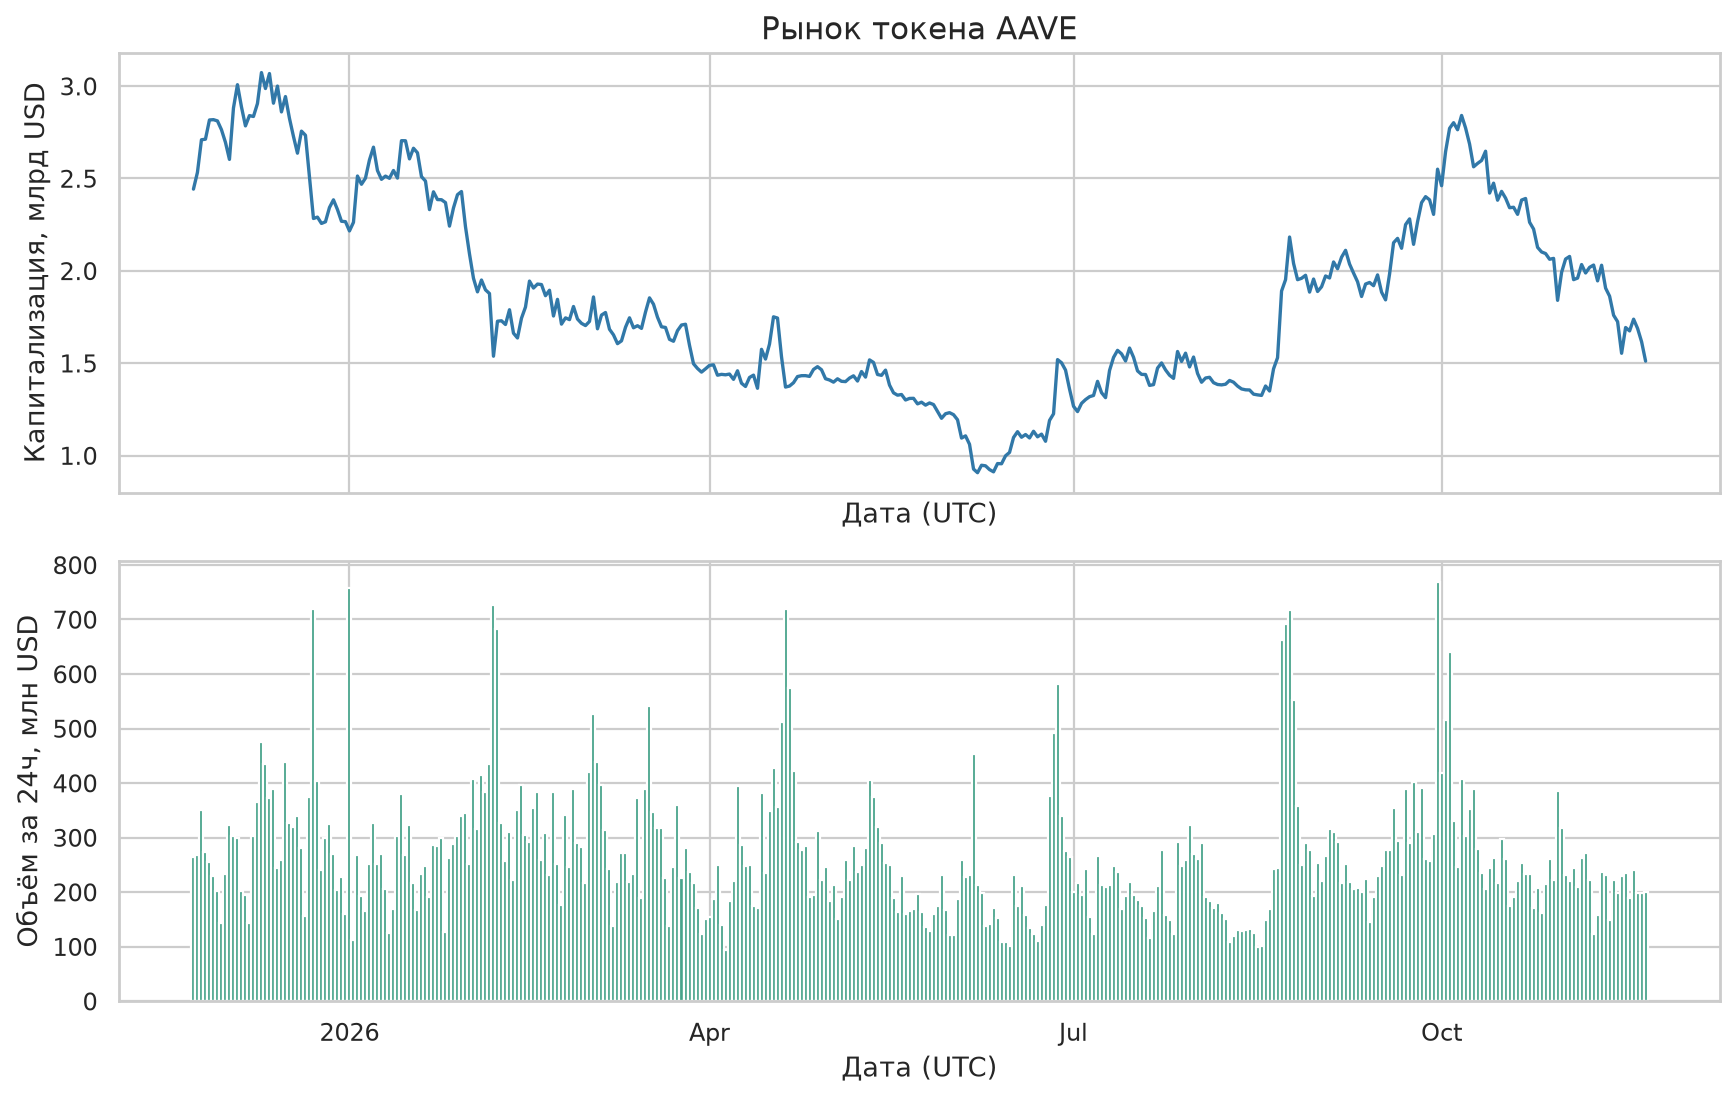 Рынок токена AAVE
Капитализация, млрд USD
3.0
2.5
2.0
1.5
1.0
Дата (UTC)
Объём за 24ч, млн USD
800
700
600
500
400
300
200
100
0
2026
Apr
Jul
Oct
Дата (UTC)